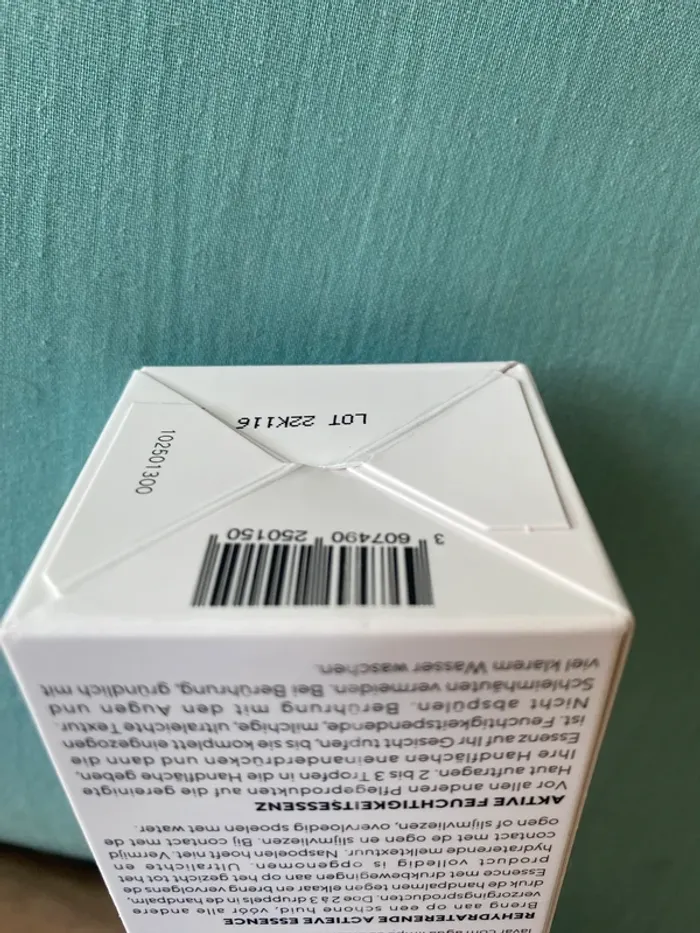 lavar com água
REHYDRATERENDE ACTIEVE ESSENCE
Breng aan op een schone huid, vóór alle andere
verzorgingsproducten. Doe 2 à 3 druppels in de handpalm,
druk de handpalmen tegen elkaar en breng vervolgens de
Essence met drukbewegingen aan op het gezicht tot het
product volledig is opgenomen. Ultralichte en
hydraterende melktextuur. Naspoelen hoeft niet. Vermijd
contact met de ogen en slijmvliezen. Bij contact met de
ogen of slijmvliezen, overvloedig spoelen met water.
AKTIVE FEUCHTIGKEITSESSENZ
Vor allen anderen Pflegeprodukten auf die gereinigte
Haut auftragen. 2 bis 3 Tropfen in die Handfläche geben,
Ihre Handflächen aneinanderdrücken und dann die
Essenz auf Ihr Gesicht tupfen, bis sie komplett eingezogen
ist. Feuchtigkeitspendende, milchige, ultraleichte Textur.
Nicht abspülen. Berührung mit den Augen und
Schleimhäuten vermeiden. Bei Berührung, gründlich mit
viel klarem Wasser waschen.
3 607490 250150
102501300
LOT 22K116